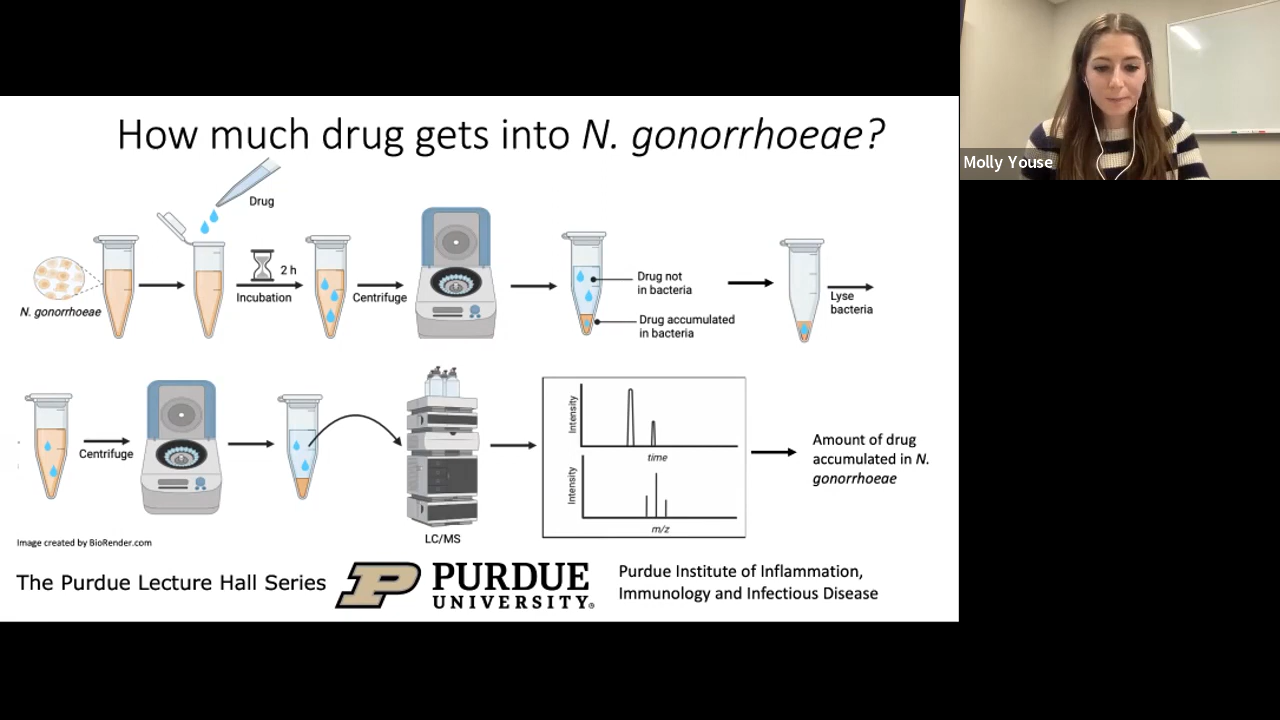 How much drug gets into N. gonorrhoeae?
Molly Youse
Drug
2 h
Incubation
Centrifuge
N. gonorrhoeae
Drug not
in bacteria
Drug accumulated
in bacteria
Lyse
bacteria
Centrifuge
LC/MS
Intensity
time
Intensity
m/z
Amount of drug
accumulated in N.
gonorrhoeae
Image created by BioRender.com
The Purdue Lecture Hall Series
PURDUE
UNIVERSITY®
Purdue Institute of Inflammation,
Immunology and Infectious Disease